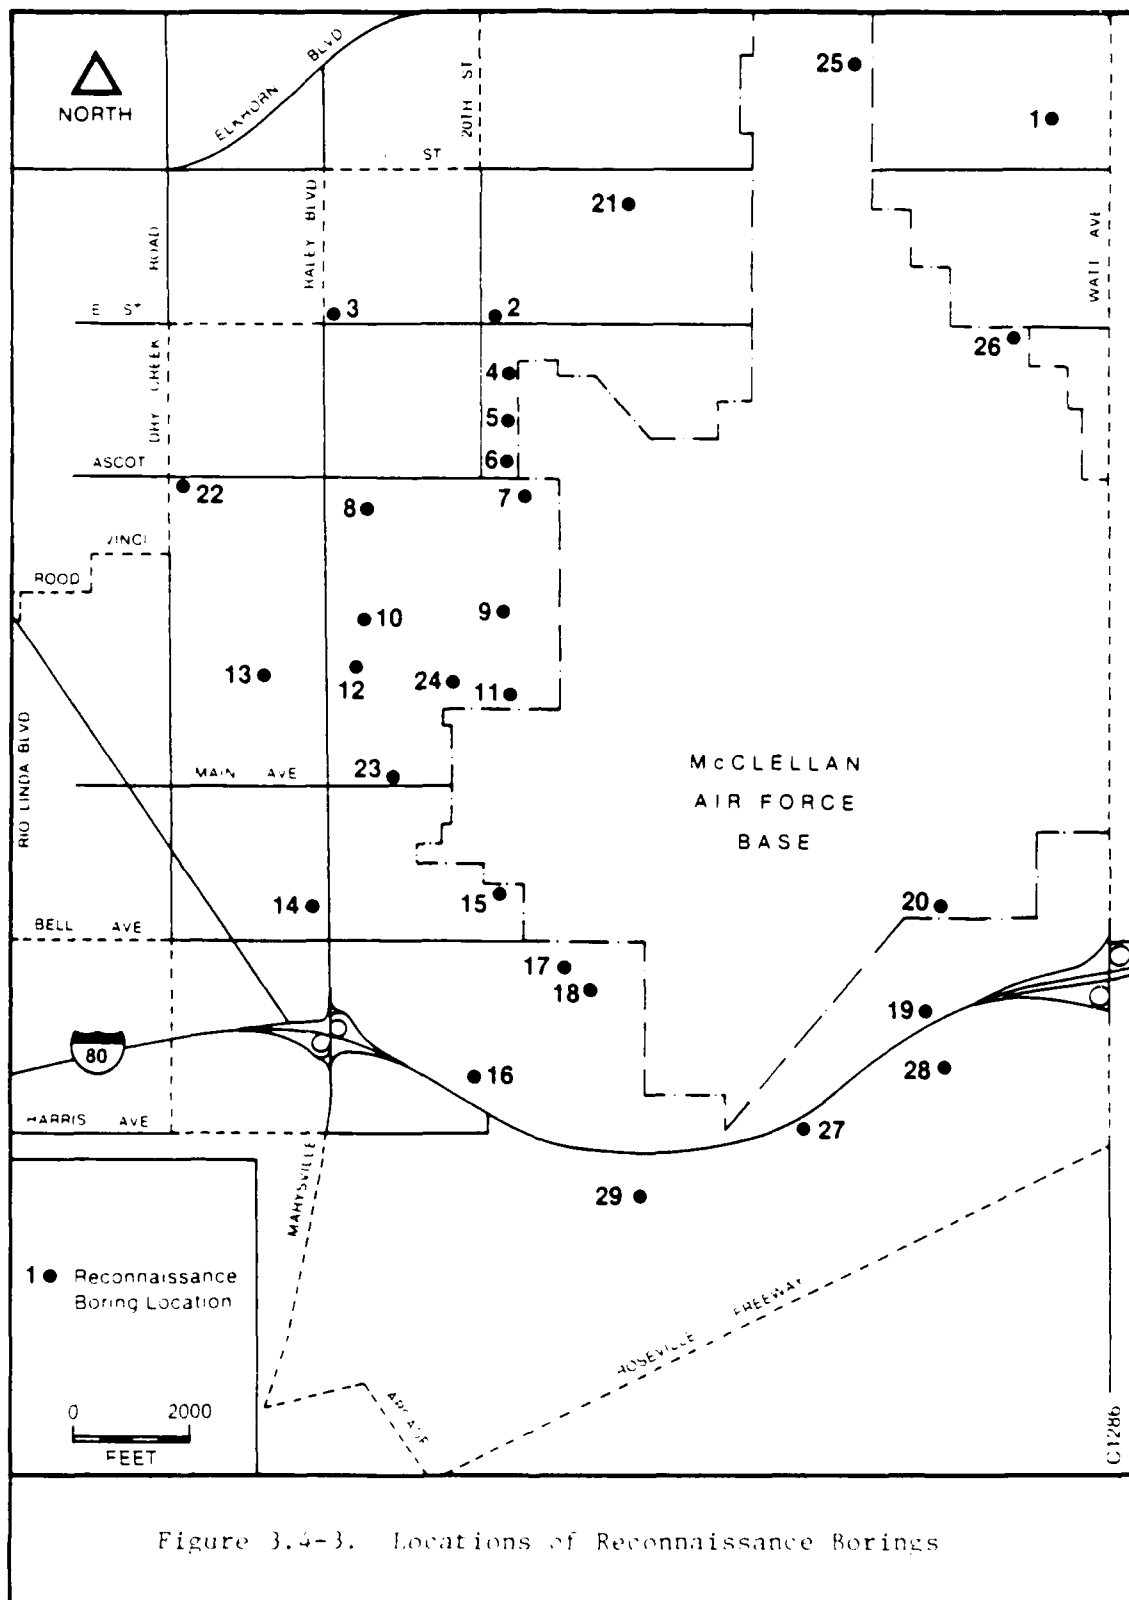 NORTH
ELKHORN BLVD
20TH ST
ST
25
1
21
ROAD
RALEY BLVD
WATT AVE
E ST
3
2
26
DRY CREEK
4
5
6
ASCOT
22
8
7
VINCI
ROOD
10
9
13
12
24
11
RIO LINDA BLVD
23
MAIN AVE
McCLELLAN
AIR FORCE
BASE
14
15
20
BELL AVE
17
18
19
80
16
28
HARRIS AVE
27
MARYSVILLE
29
1 Reconnaissance
Boring Location
ROSEVILLE FREEWAY
0 2000
FEET
C1286
Figure 3.4-3. Locations of Reconnaissance Borings